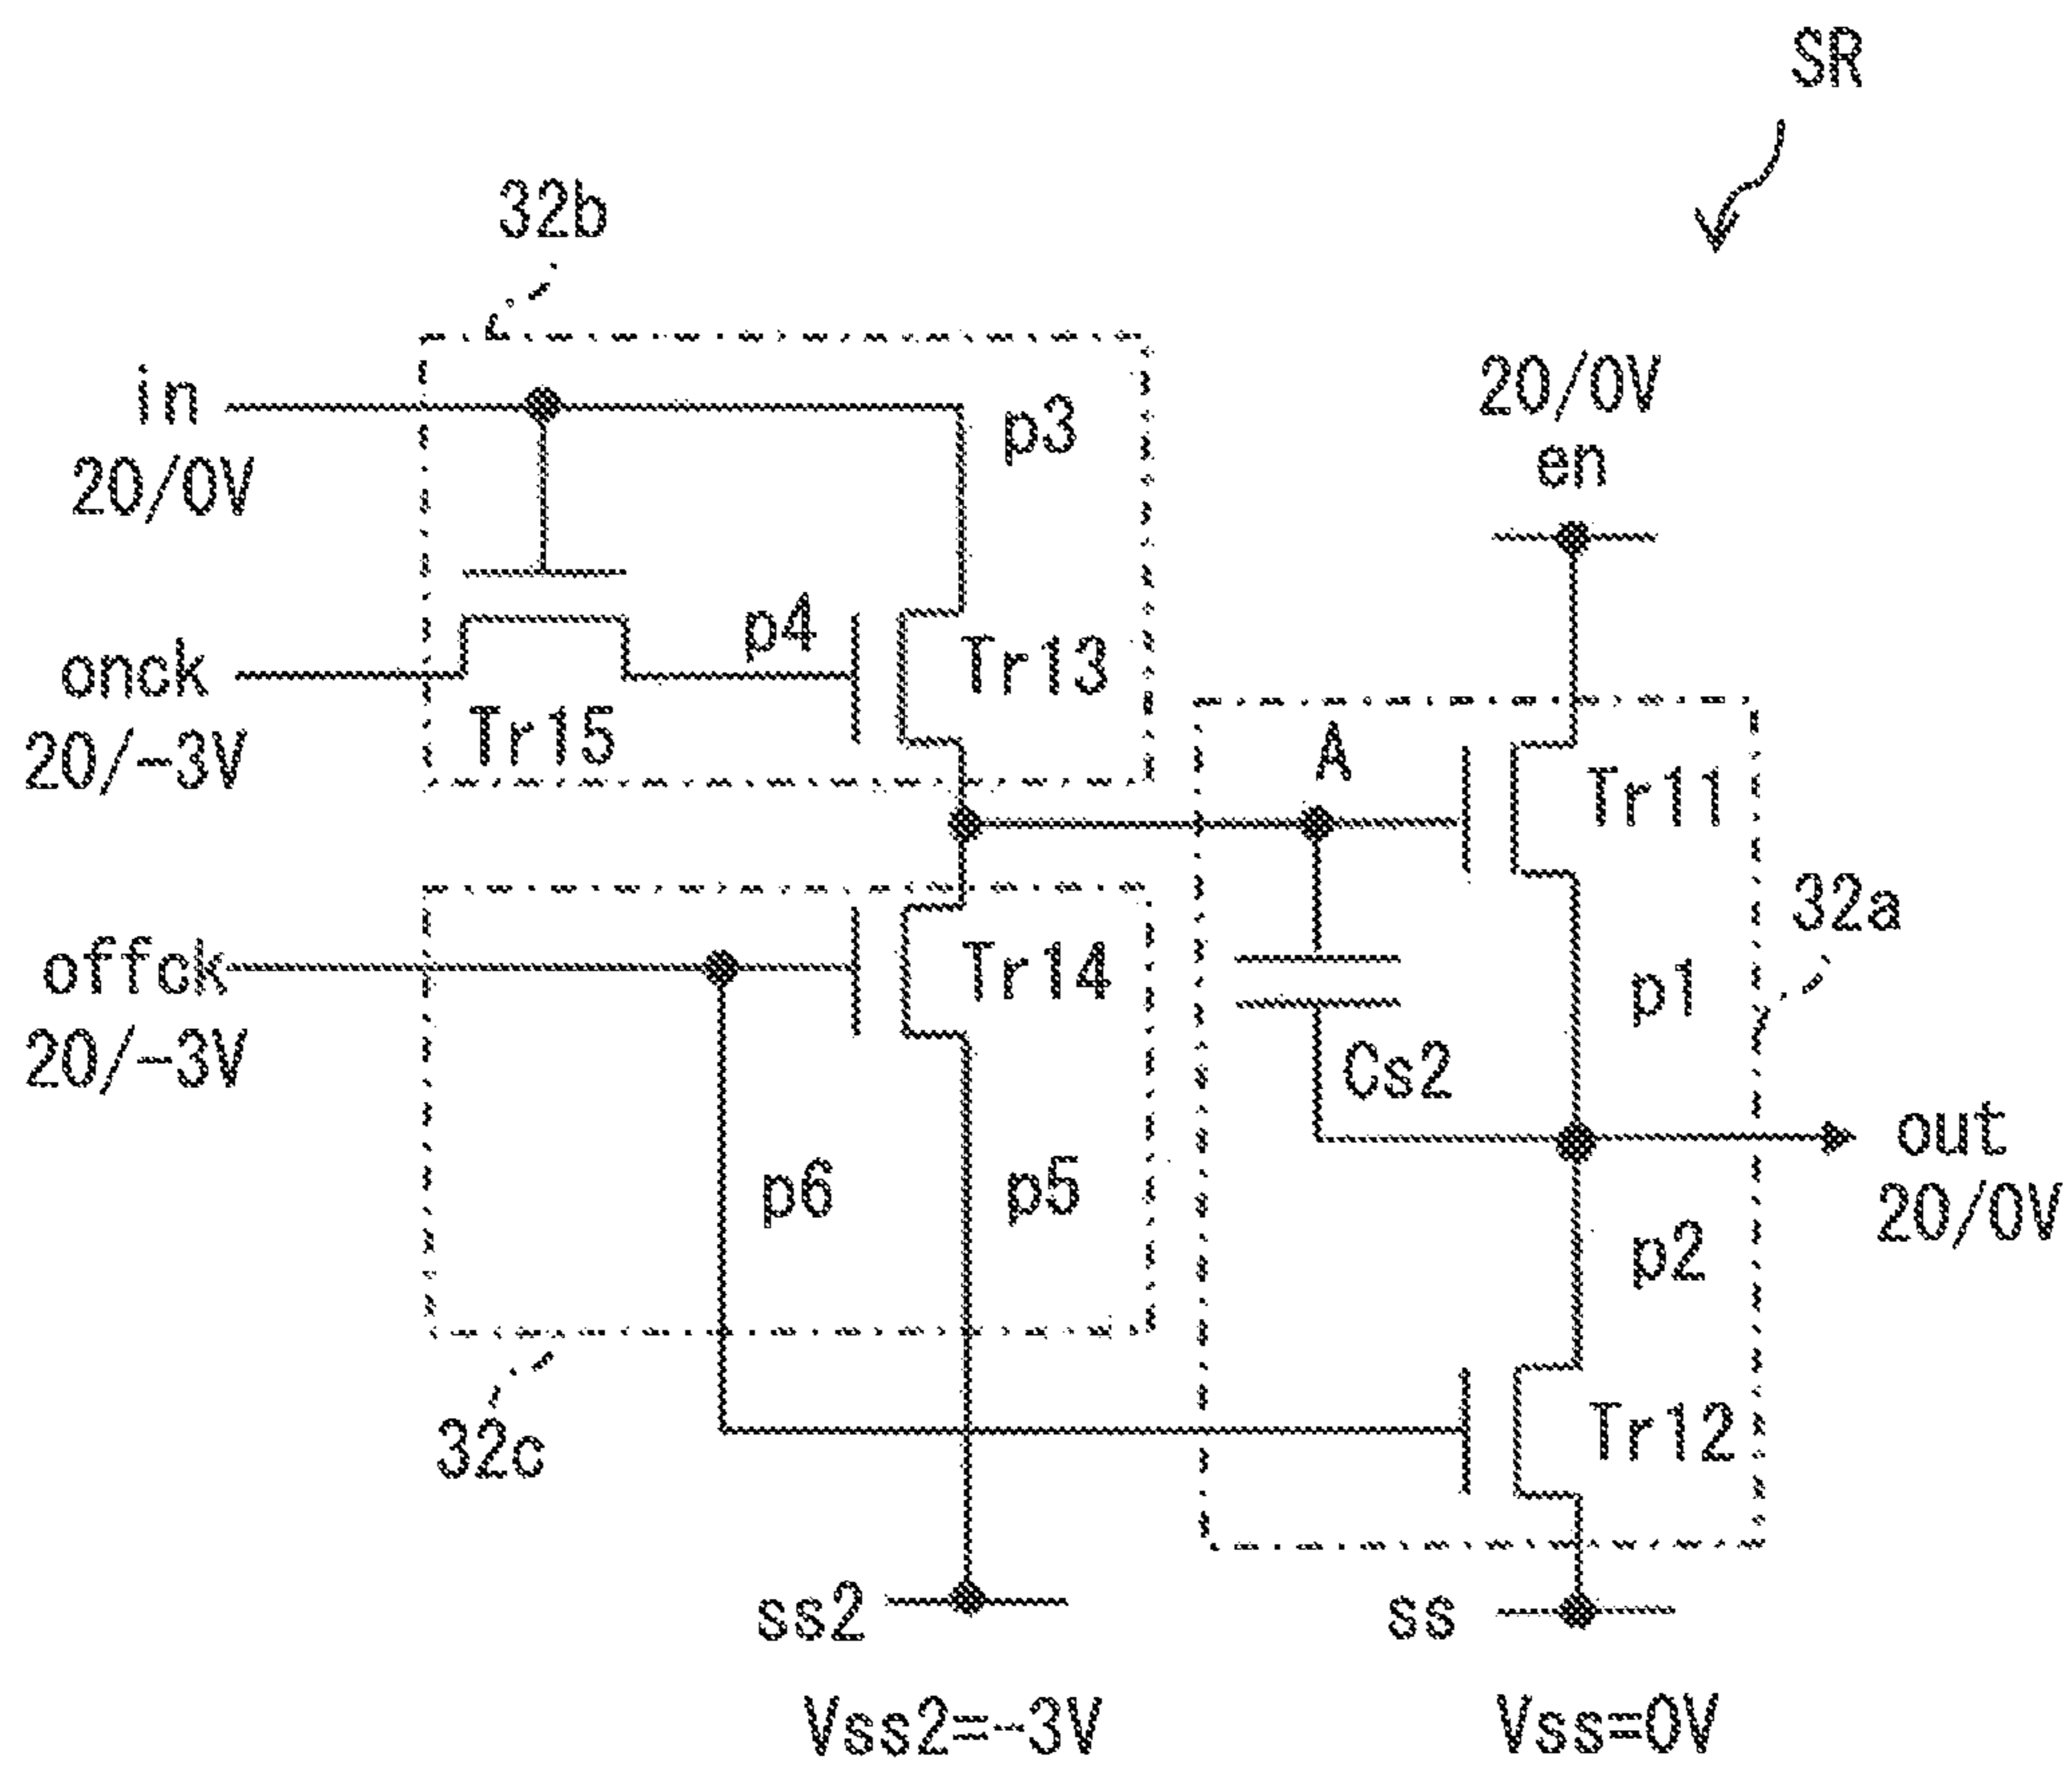 SR
32b
in
20/0V
p3
20/0V
en
onck
20/-3V
p4
Tr13
Tr15
A
Tr11
32a
offck
20/-3V
Tr14
p1
Cs2
out
20/0V
p6
p5
p2
32c
Tr12
ss2
ss
Vss2=-3V
Vss=0V